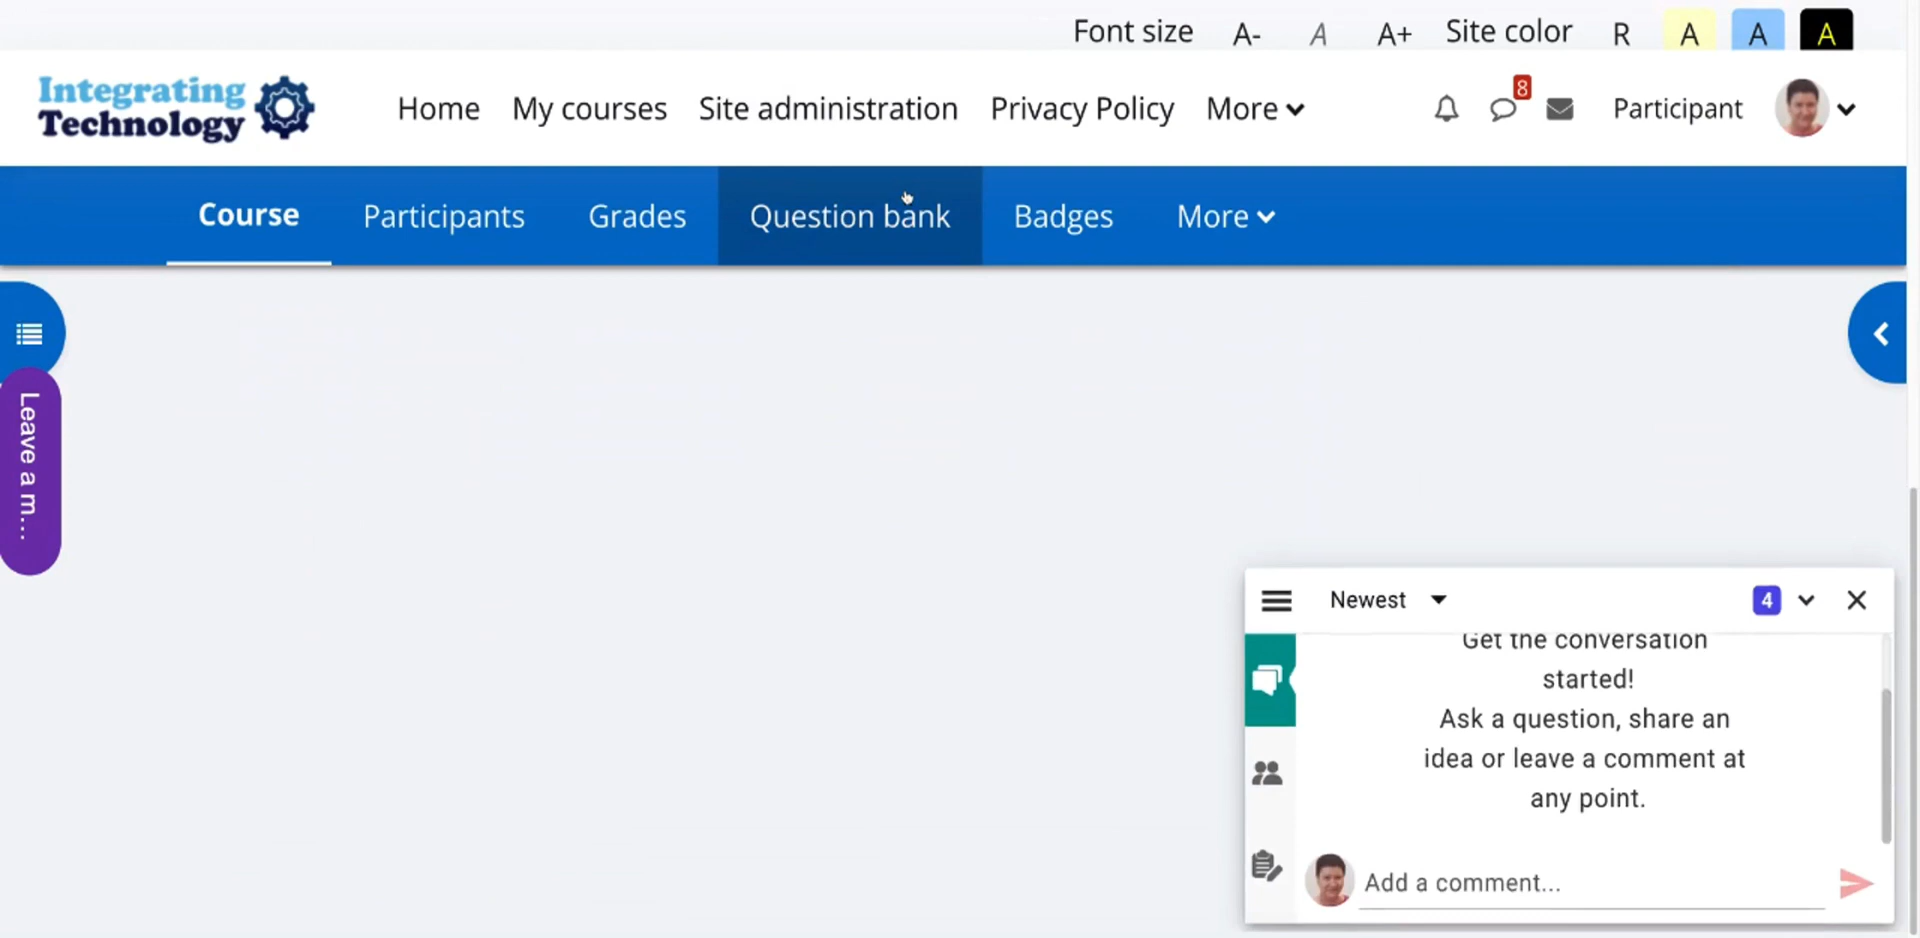 Font size A- A A+ Site color R A A A
Integrating
Technology
Home My courses Site administration Privacy Policy More 8 Participant
Course Participants Grades Question bank Badges More
Leave a m...
Newest 4
Get the conversation
started!
Ask a question, share an
idea or leave a comment at
any point.
Add a comment...